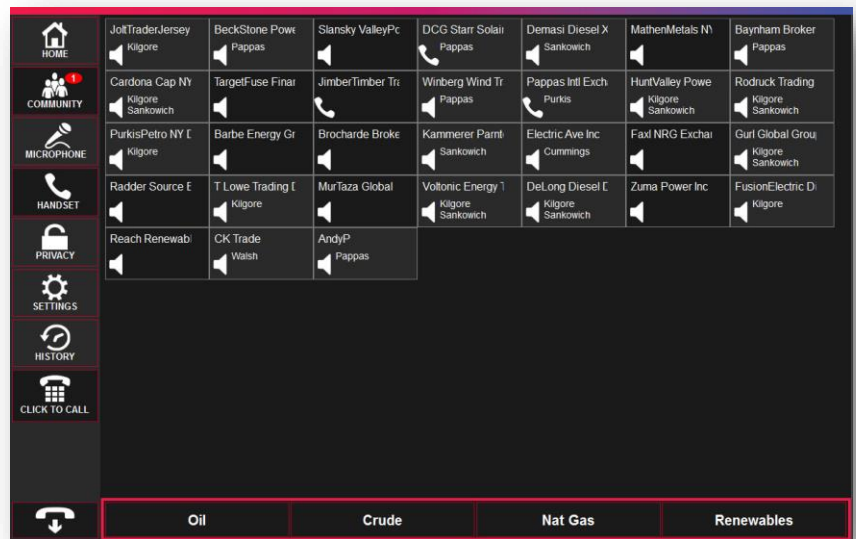 HOME
1
COMMUNITY
MICROPHONE
HANDSET
PRIVACY
SETTINGS
HISTORY
CLICK TO CALL
JoltTraderJersey
Kilgore
BeckStone Powe
Pappas
Slansky ValleyPc
DCG Starr Solair
Pappas
Demasi Diesel X
Sankowich
MathenMetals N\
Baynham Broker
Pappas
Cardona Cap NY
Kilgore
Sankowich
TargetFuse Finar
JimberTimber Tra
Winberg Wind Tr
Pappas
Pappas Intl Exch
Purkis
HuntValley Powe
Kilgore
Sankowich
Rodruck Trading
Kilgore
Sankowich
PurkisPetro NY [
Kilgore
Barbe Energy Gr
Brocharde Broke
Kammerer Parnt
Sankowich
Electric Ave Inc
Cummings
Faxl NRG Exchai
Gurl Global Grou
Kilgore
Sankowich
Radder Source E
T Lowe Trading [
Kilgore
MurTaza Global
Voltonic Energy T
Kilgore
Sankowich
DeLong Diesel [
Kilgore
Sankowich
Zuma Power Inc
FusionElectric Di
Kilgore
Reach Renewabl
CK Trade
Walsh
AndyP
Pappas
Oil
Crude
Nat Gas
Renewables